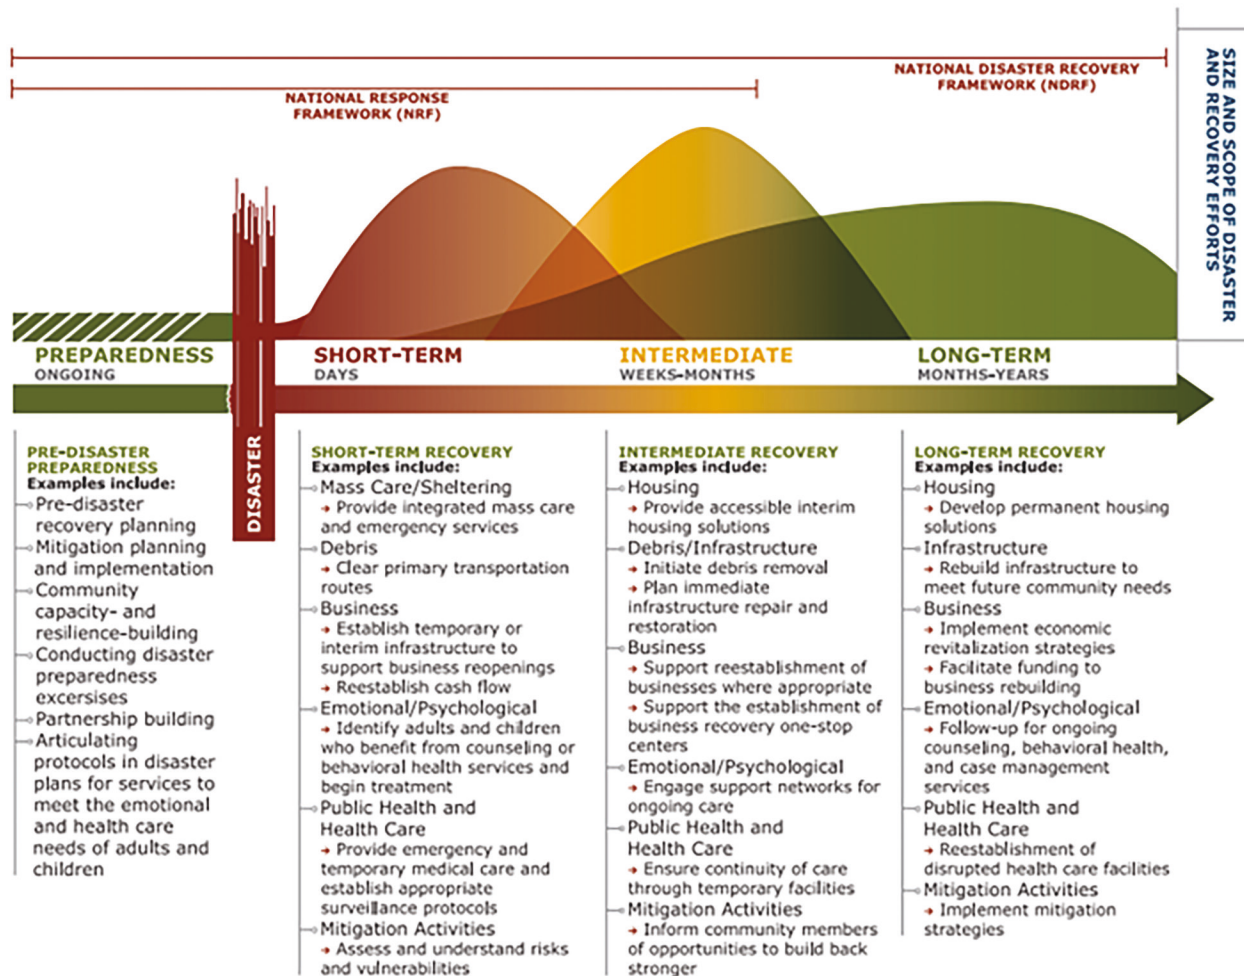 NATIONAL DISASTER RECOVERY
FRAMEWORK (NDRF)
NATIONAL RESPONSE
FRAMEWORK (NRF)
SIZE AND SCOPE OF DISASTER
AND RECOVERY EFFORTS
PREPAREDNESS
ONGOING
SHORT-TERM
DAYS
INTERMEDIATE
WEEKS-MONTHS
LONG-TERM
MONTHS-YEARS
DISASTER
PRE-DISASTER
PREPAREDNESS
Examples include:
Pre-disaster
recovery planning
Mitigation planning
and implementation
Community
capacity- and
resilience-building
Conducting disaster
preparedness
excersises
Partnership building
Articulating
protocols in disaster
plans for services to
meet the emotional
and health care
needs of adults and
children
SHORT-TERM RECOVERY
Examples include:
Mass Care/Sheltering
➔ Provide integrated mass care
and emergency services
Debris
➔ Clear primary transportation
routes
Business
➔ Establish temporary or
interim infrastructure to
support business reopenings
➔ Reestablish cash flow
Emotional/Psychological
➔ Identify adults and children
who benefit from counseling or
behavioral health services and
begin treatment
Public Health and
Health Care
➔ Provide emergency and
temporary medical care and
establish appropriate
surveillance protocols
Mitigation Activities
➔ Assess and understand risks
and vulnerabilities
INTERMEDIATE RECOVERY
Examples include:
Housing
➔ Provide accessible interim
housing solutions
Debris/Infrastructure
➔ Initiate debris removal
➔ Plan immediate
infrastructure repair and
restoration
Business
➔ Support reestablishment of
businesses where appropriate
➔ Support the establishment of
business recovery one-stop
centers
Emotional/Psychological
➔ Engage support networks for
ongoing care
Public Health and
Health Care
➔ Ensure continuity of care
through temporary facilities
Mitigation Activities
➔ Inform community members
of opportunities to build back
stronger
LONG-TERM RECOVERY
Examples include:
Housing
➔ Develop permanent housing
solutions
Infrastructure
➔ Rebuild infrastructure to
meet future community needs
Business
➔ Implement economic
revitalization strategies
➔ Facilitate funding to
business rebuilding
Emotional/Psychological
➔ Follow-up for ongoing
counseling, behavioral health,
and case management
services
Public Health and
Health Care
➔ Reestablishment of
disrupted health care facilities
Mitigation Activities
➔ Implement mitigation
strategies